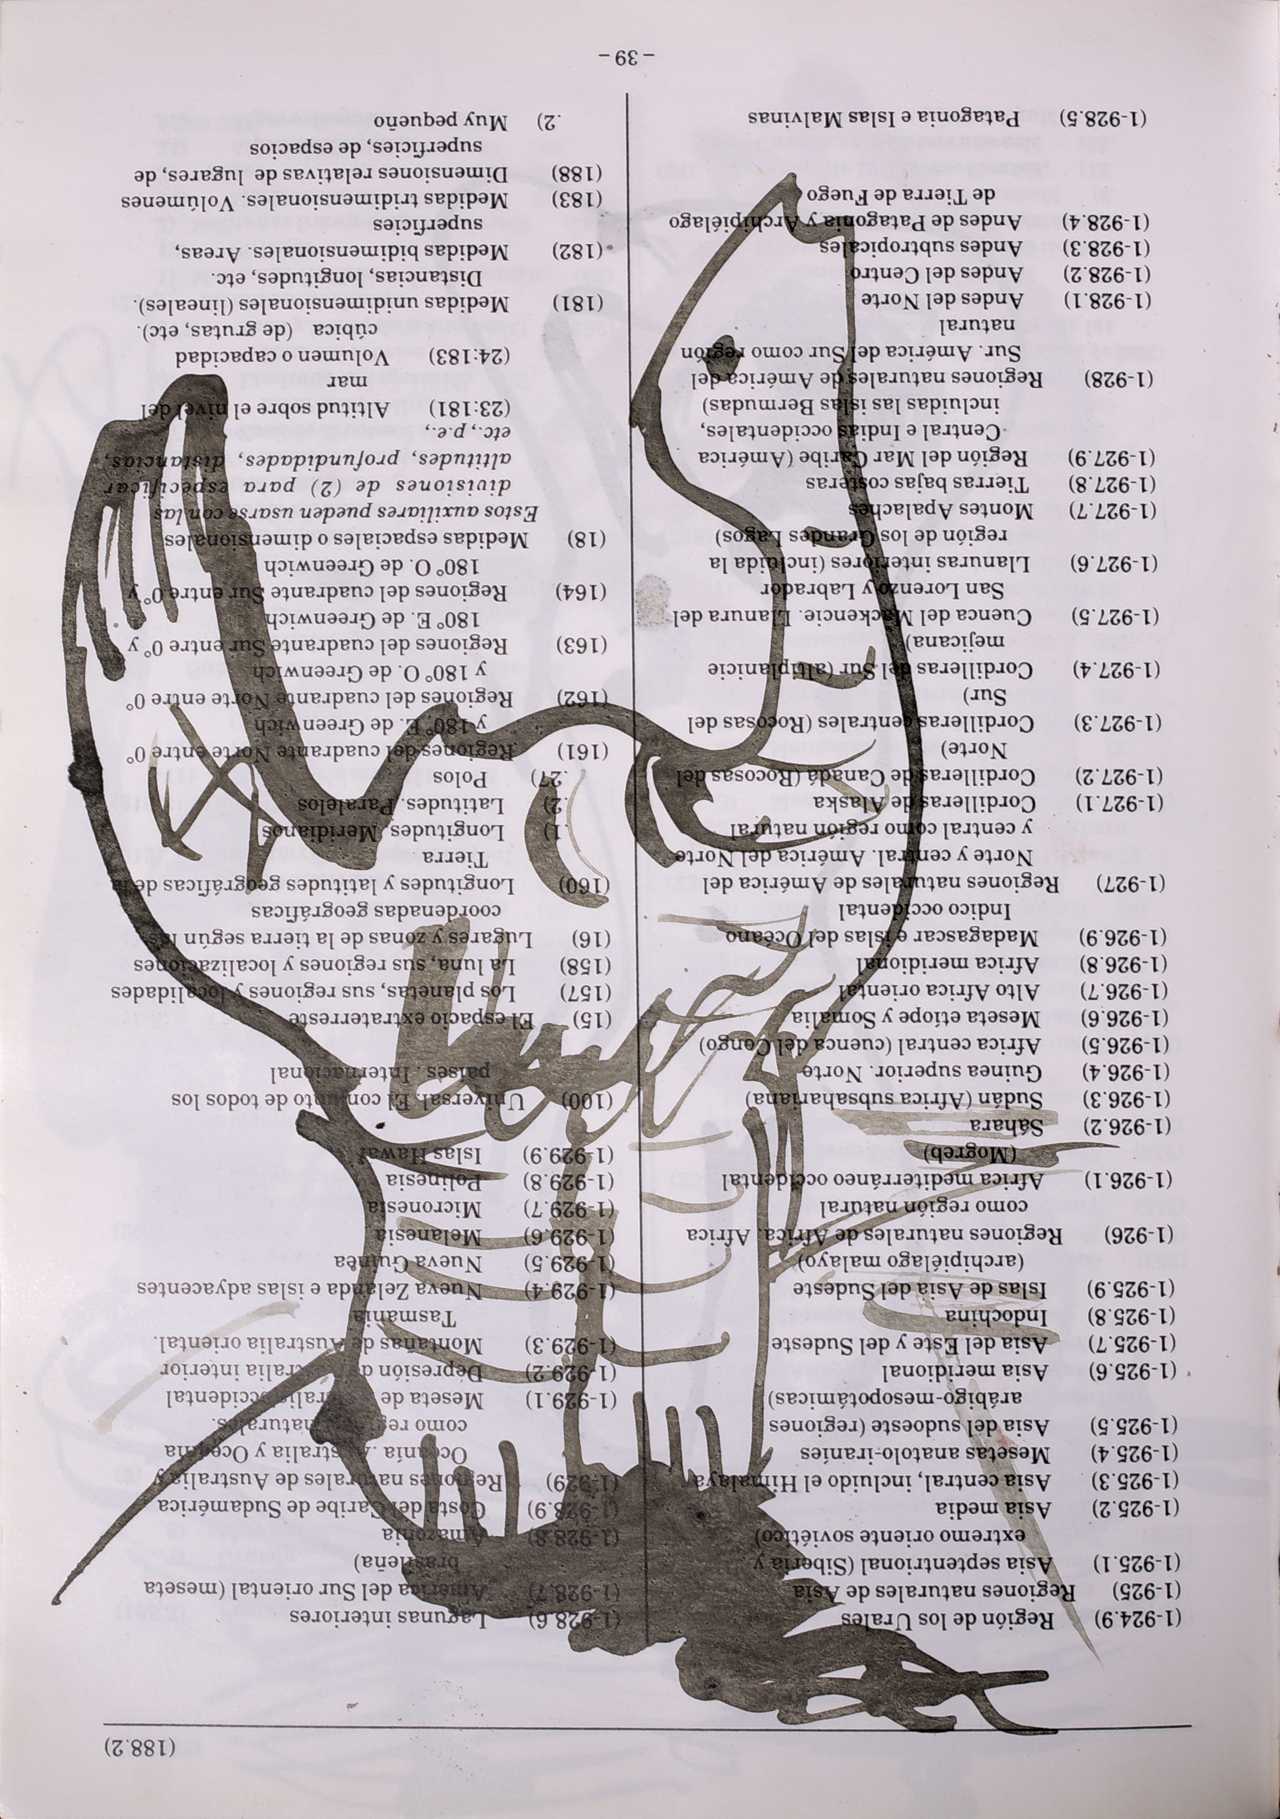 (188.2)
(1-924.9) Región de los Urales
(1-925) Regiones naturales de Asia
(1-925.1) Asia septentrional (Siberia y
extremo oriente soviético)
(1-925.2) Asia media
(1-925.3) Asia central, incluido el Himalaya
(1-925.4) Mesetas anatolo-iraníes
(1-925.5) Asia del sudoeste (regiones
arábigo-mesopotámicas)
(1-925.6) Asia meridional
(1-925.7) Asia del Este y del Sudeste
(1-925.8) Indochina
(1-925.9) Islas de Asia del Sudeste
(archipiélago malayo)
(1-926) Regiones naturales de Africa. Africa
como región natural
(1-926.1) Africa mediterráneo occidental
(Mogreb)
(1-926.2) Sáhara
(1-926.3) Sudán (Africa subsahariana)
(1-926.4) Guinea superior. Norte
(1-926.5) Africa central (cuenca del Congo)
(1-926.6) Meseta etíope y Somalia
(1-926.7) Alto Africa oriental
(1-926.8) Africa meridional
(1-926.9) Madagascar e islas del Océano
Indico occidental
(1-927) Regiones naturales de América del
Norte y central. América del Norte
y central como región natural
(1-927.1) Cordilleras de Alaska
(1-927.2) Cordilleras de Canadá (Rocosas del
Norte)
(1-927.3) Cordilleras centrales (Rocosas del
Sur)
(1-927.4) Cordilleras del Sur (altiplanicie
mejicana)
(1-927.5) Cuenca del Mackencie. Llanura del
San Lorenzo y Labrador
(1-927.6) Llanuras interiores (incluida la
región de los Grandes Lagos)
(1-927.7) Montes Apalaches
(1-927.8) Tierras bajas costeras
(1-927.9) Región del Mar Caribe (América
Central e Indias occidentales,
incluidas las islas Bermudas)
(1-928) Regiones naturales de América del
Sur. América del Sur como región
natural
(1-928.1) Andes del Norte
(1-928.2) Andes del Centro
(1-928.3) Andes subtropicales
(1-928.4) Andes de Patagonia y Archipiélago
de Tierra de Fuego
(1-928.5) Patagonia e Islas Malvinas
(1-928.6) Lagunas interiores
(1-928.7) América del Sur oriental (meseta
brasileña)
(1-928.8) Amazonia
(1-928.9) Costa del Caribe de Sudamérica
(1-929) Regiones naturales de Australia y
Oceanía. Australia y Oceanía
como regiones naturales.
(1-929.1) Meseta de Australia occidental
(1-929.2) Depresión de Australia interior
(1-929.3) Montañas de Australia oriental.
Tasmania
(1-929.4) Nueva Zelanda e islas adyacentes
(1-929.5) Nueva Guinea
(1-929.6) Melanesia
(1-929.7) Micronesia
(1-929.8) Polinesia
(1-929.9) Islas Hawaí
(100) Universal. El conjunto de todos los
países. Internacional
(15) El espacio extraterrestre
(157) Los planetas, sus regiones y localidades
(158) La luna, sus regiones y localizaciones
(16) Lugares y zonas de la tierra según las
coordenadas geográficas
(160) Longitudes y latitudes geográficas de la
Tierra
.1) Longitudes. Meridianos
.2) Latitudes. Paralelos
.27) Polos
(161) Regiones del cuadrante Norte entre 0°
y 180° E. de Greenwich
(162) Regiones del cuadrante Norte entre 0°
y 180° O. de Greenwich
(163) Regiones del cuadrante Sur entre 0° y
180° E. de Greenwich
(164) Regiones del cuadrante Sur entre 0° y
180° O. de Greenwich
(18) Medidas espaciales o dimensionales
Estos auxiliares pueden usarse con las
divisiones de (2) para especificar
altitudes, profundidades, distancias,
etc., p.e.,
(23:181) Altitud sobre el nivel del
mar
(24:183) Volumen o capacidad
cúbica (de grutas, etc).
(181) Medidas unidimensionales (lineales).
Distancias, longitudes, etc.
(182) Medidas bidimensionales. Areas,
superficies
(183) Medidas tridimensionales. Volúmenes
(188) Dimensiones relativas de lugares, de
superficies, de espacios
.2) Muy pequeño
– 39 –